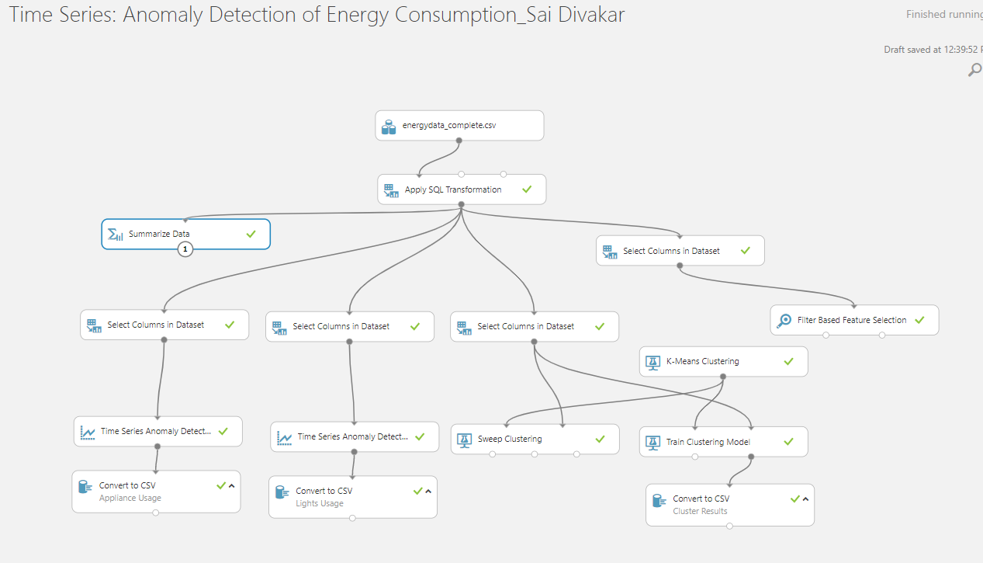 Time Series: Anomaly Detection of Energy Consumption_Sai Divakar
Finished running
Draft saved at 12:39:52 P
energydata_complete.csv
Apply SQL Transformation
Summarize Data
1
Select Columns in Dataset
Select Columns in Dataset
Select Columns in Dataset
Select Columns in Dataset
Filter Based Feature Selection
K-Means Clustering
Time Series Anomaly Detect...
Time Series Anomaly Detect...
Sweep Clustering
Train Clustering Model
Convert to CSV
Appliance Usage
Convert to CSV
Lights Usage
Convert to CSV
Cluster Results